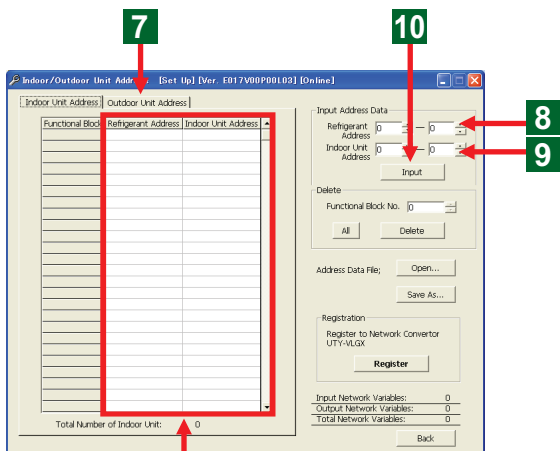 7
10
Indoor/Outdoor Unit Address [Set Up] [Ver. E017V00P00L03] [Online]
Indoor Unit Address
Outdoor Unit Address
Functional Block
Refrigerant Address
Indoor Unit Address
Total Number of Indoor Unit: 0
Input Address Data
Refrigerant Address 0 — 0
8
Indoor Unit Address 0 — 0
9
Input
Delete
Functional Block No. 0
All
Delete
Address Data File;
Open...
Save As...
Registration
Register to Network Convertor
UTY-VLGX
Register
Input Network Variables: 0
Output Network Variables: 0
Total Network Variables: 0
Back